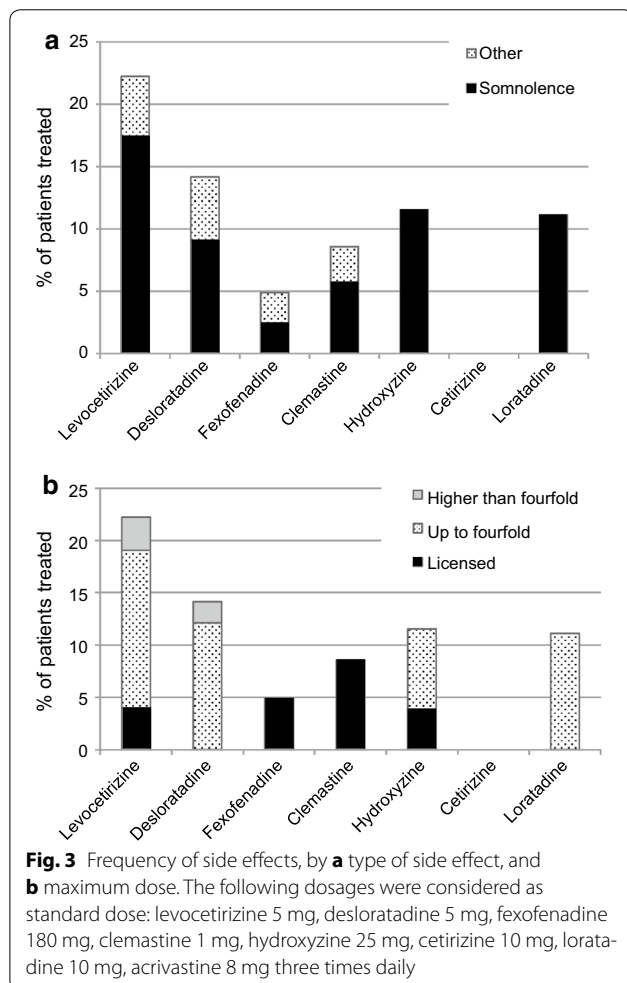 a
25
20
15
10
5
0
% of patients treated
Other
Somnolence
Levocetirizine
Desloratadine
Fexofenadine
Clemastine
Hydroxyzine
Cetirizine
Loratadine
b
25
20
15
10
5
0
% of patients treated
Higher than fourfold
Up to fourfold
Licensed
Levocetirizine
Desloratadine
Fexofenadine
Clemastine
Hydroxyzine
Cetirizine
Loratadine
Fig. 3 Frequency of side effects, by a type of side effect, and
b maximum dose. The following dosages were considered as
standard dose: levocetirizine 5 mg, desloratadine 5 mg, fexofenadine
180 mg, clemastine 1 mg, hydroxyzine 25 mg, cetirizine 10 mg, lorata-
dine 10 mg, acrivastine 8 mg three times daily